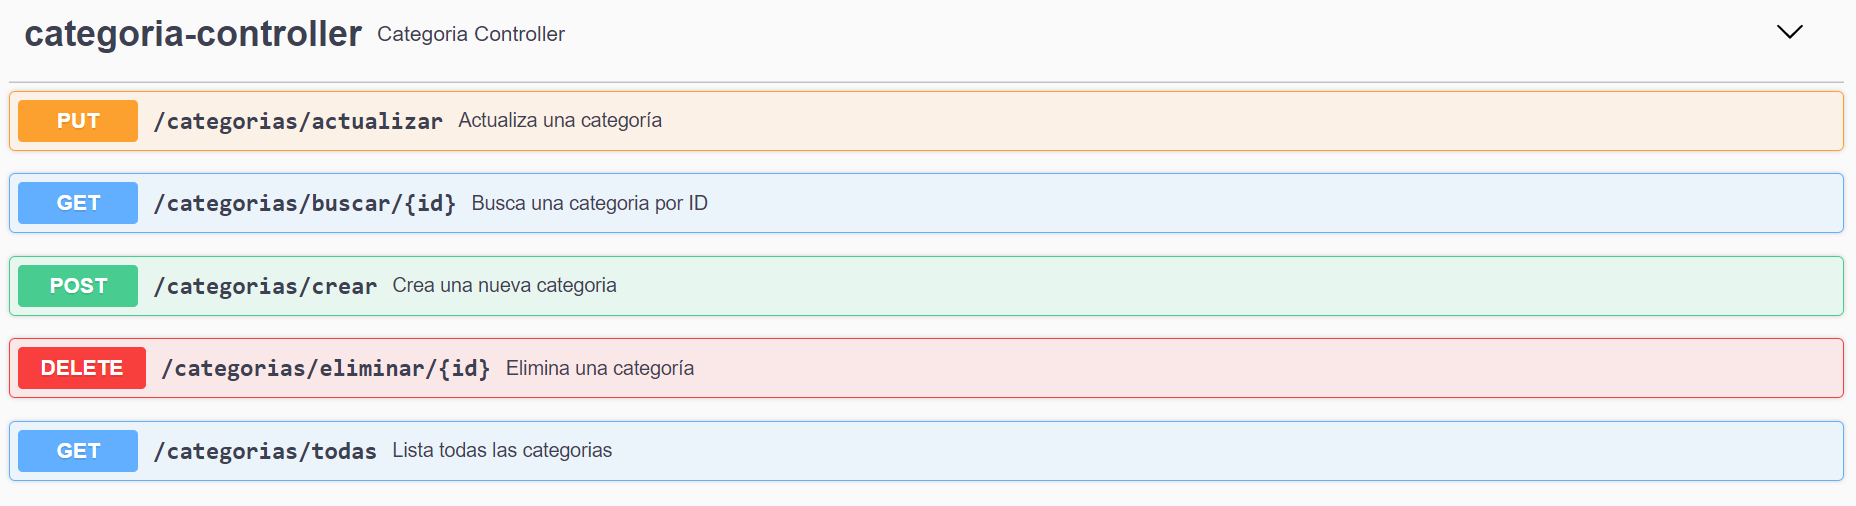 categoria-controller Categoria Controller
PUT /categorias/actualizar Actualiza una categoría
GET /categorias/buscar/{id} Busca una categoria por ID
POST /categorias/crear Crea una nueva categoria
DELETE /categorias/eliminar/{id} Elimina una categoría
GET /categorias/todas Lista todas las categorias